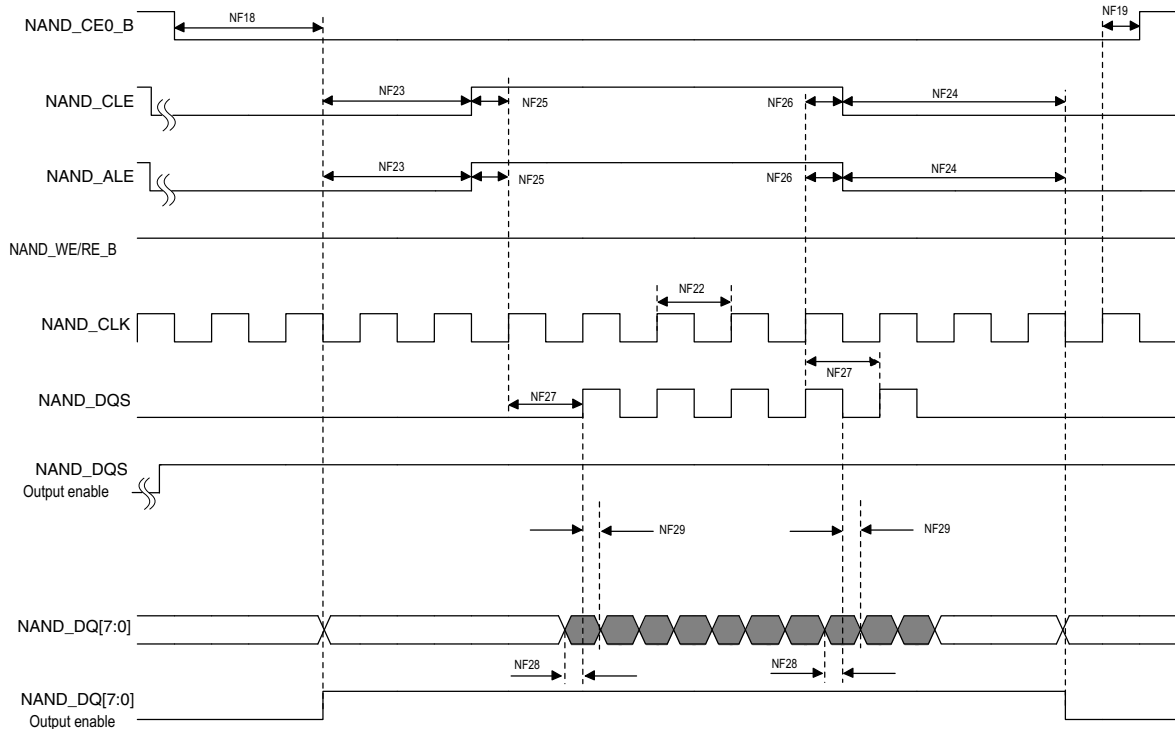 NF18
NF19
NAND_CE0_B
NF23
NF25
NF26
NF24
NAND_CLE
NF23
NF25
NF26
NF24
NAND_ALE
NAND_WE/RE_B
NF22
NAND_CLK
NF27
NF27
NAND_DQS
NAND_DQS
Output enable
NF29
NF29
NAND_DQ[7:0]
NF28
NF28
NAND_DQ[7:0]
Output enable